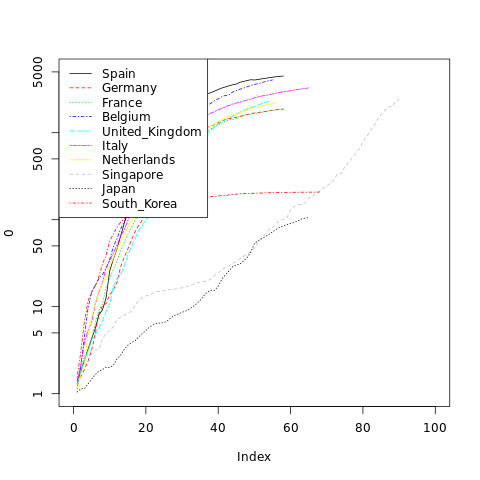 Spain
Germany
France
Belgium
United_Kingdom
Italy
Netherlands
Singapore
Japan
South_Korea
5000
500
50
10
5
1
0
0 20 40 60 80 100
Index